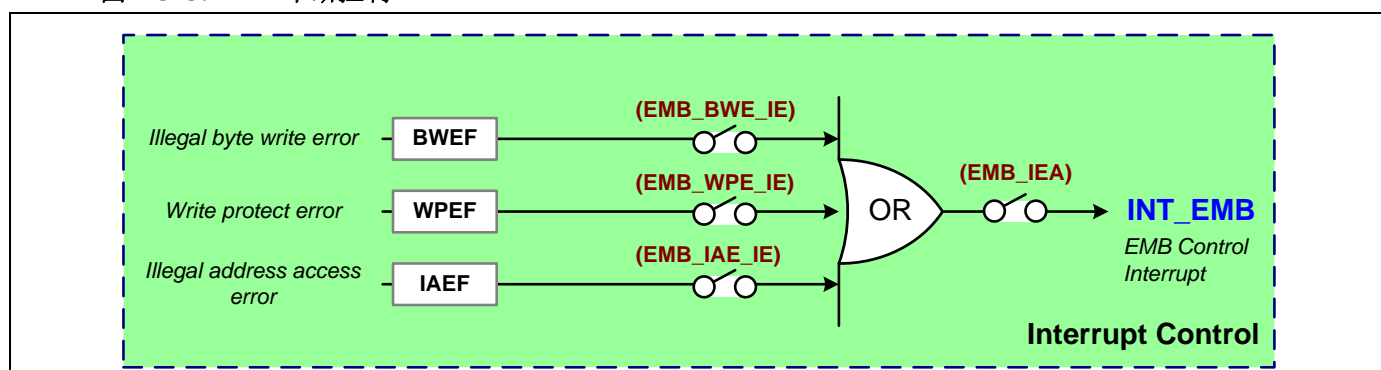 (EMB_BWE_IE)
Illegal byte write error
BWEF
(EMB_WPE_IE)
(EMB_IEA)
Write protect error
WPEF
OR
INT_EMB
EMB Control
Interrupt
(EMB_IAE_IE)
Illegal address access
error
IAEF
Interrupt Control